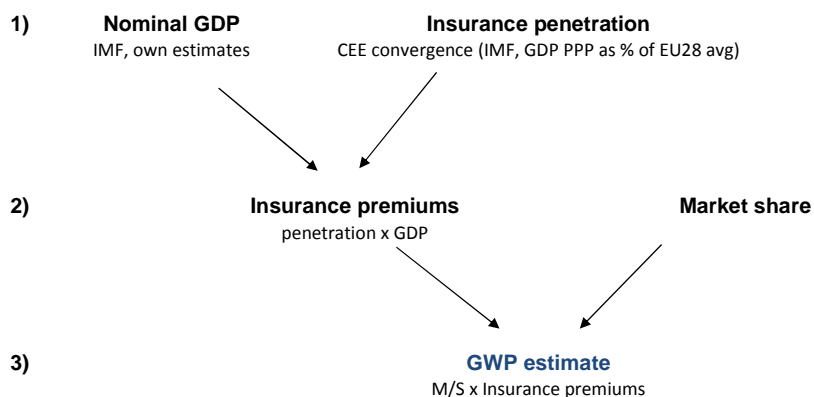 1) Nominal GDP Insurance penetration
IMF, own estimates CEE convergence (IMF, GDP PPP as % of EU28 avg)
2) Insurance premiums Market share
penetration x GDP
3) GWP estimate
M/S x Insurance premiums